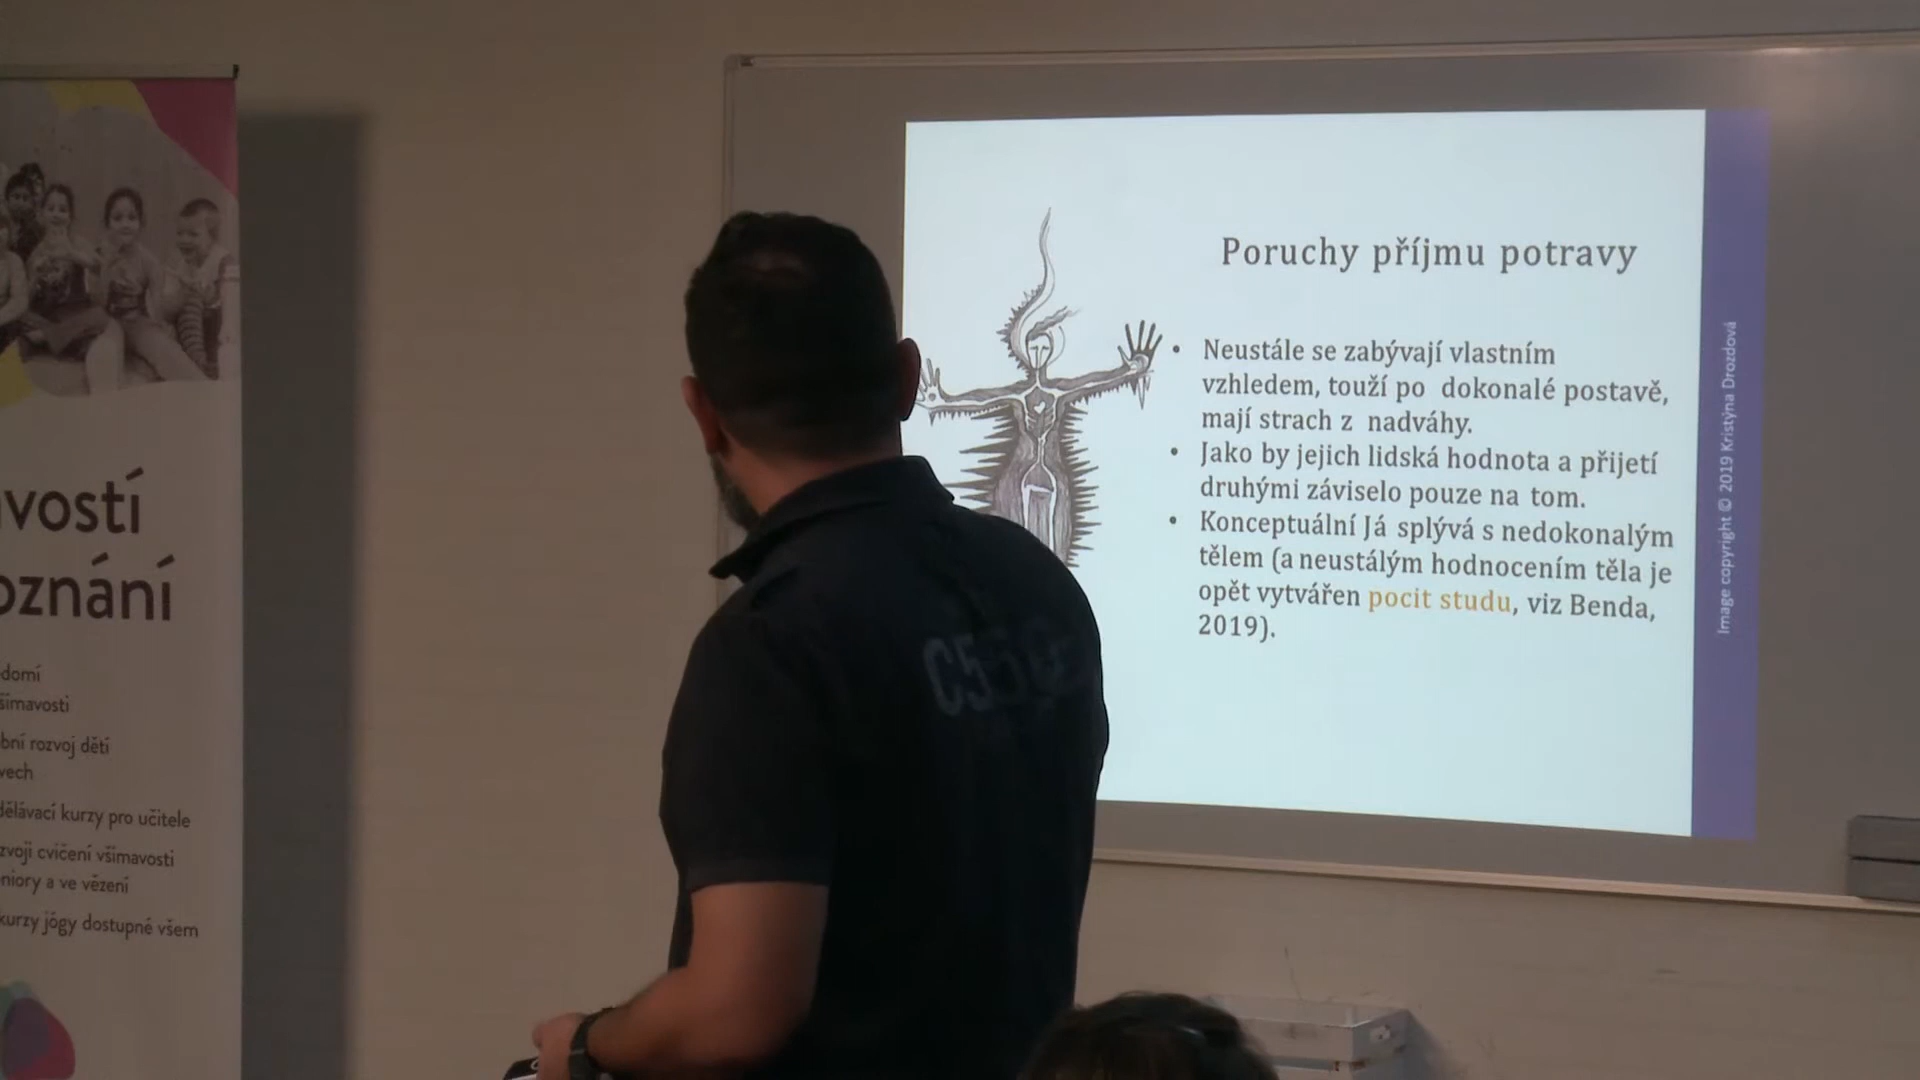 Poruchy příjmu potravy
• Neustále se zabývají vlastním
vzhledem, touží po dokonalé postavě,
mají strach z nadváhy.
• Jako by jejich lidská hodnota a přijetí
druhými záviselo pouze na tom.
• Konceptuální Já splývá s nedokonalým
tělem (a neustálým hodnocením těla je
opět vytvářen pocit studu, viz Benda,
2019).
Image copyright © 2019 Kristýna Drozdová
vostí
oznání
domí
šímavosti
bní rozvoj dětí
vech
dělávací kurzy pro učitele
zvoji cvičení všímavosti
niory a ve vězení
kurzy jógy dostupné všem